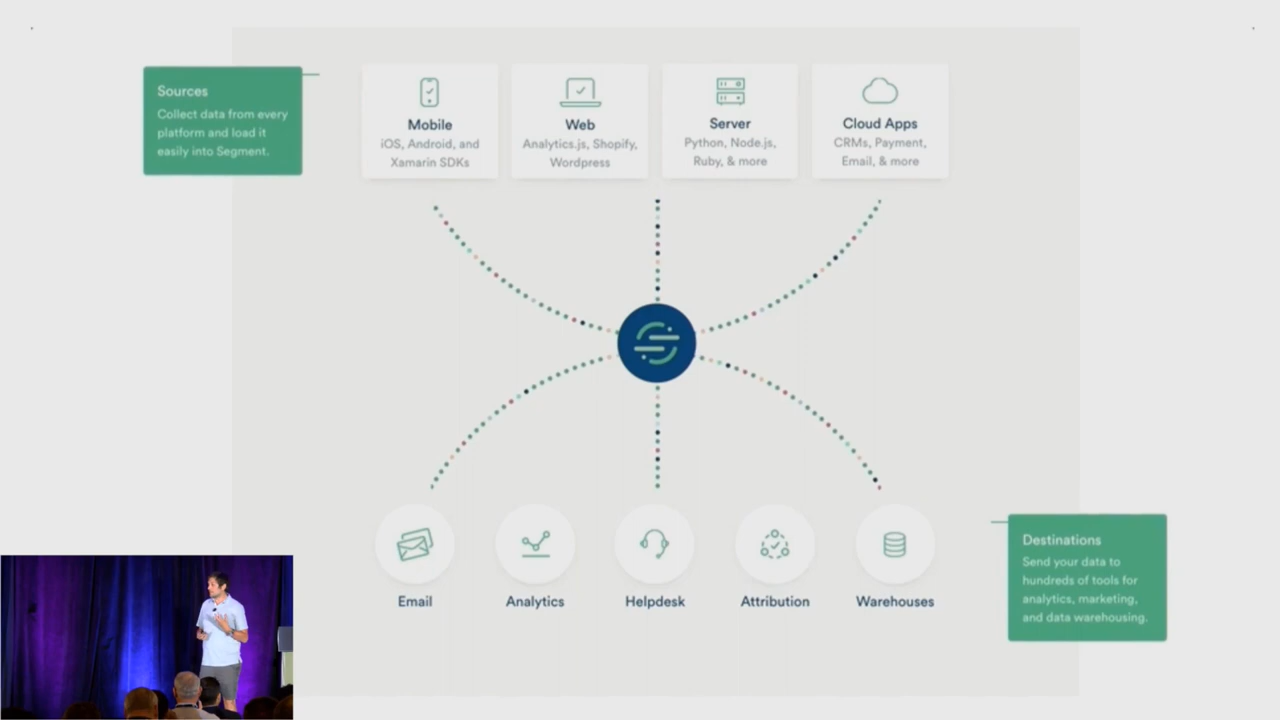 Sources
Collect data from every
platform and load it
easily into Segment.
Mobile
iOS, Android, and
Xamarin SDKs
Web
Analytics.js, Shopify,
Wordpress
Server
Python, Node.js,
Ruby, & more
Cloud Apps
CRMs, Payment,
Email, & more
Email
Analytics
Helpdesk
Attribution
Warehouses
Destinations
Send your data to
hundreds of tools for
analytics, marketing,
and data warehousing.